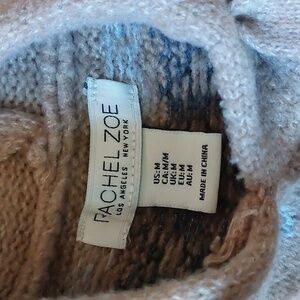 RACHEL ZOE
LOS ANGELES NEW YORK
US:M
CA:M/M
UK:M
EU:M
AU:M
MADE IN CHINA